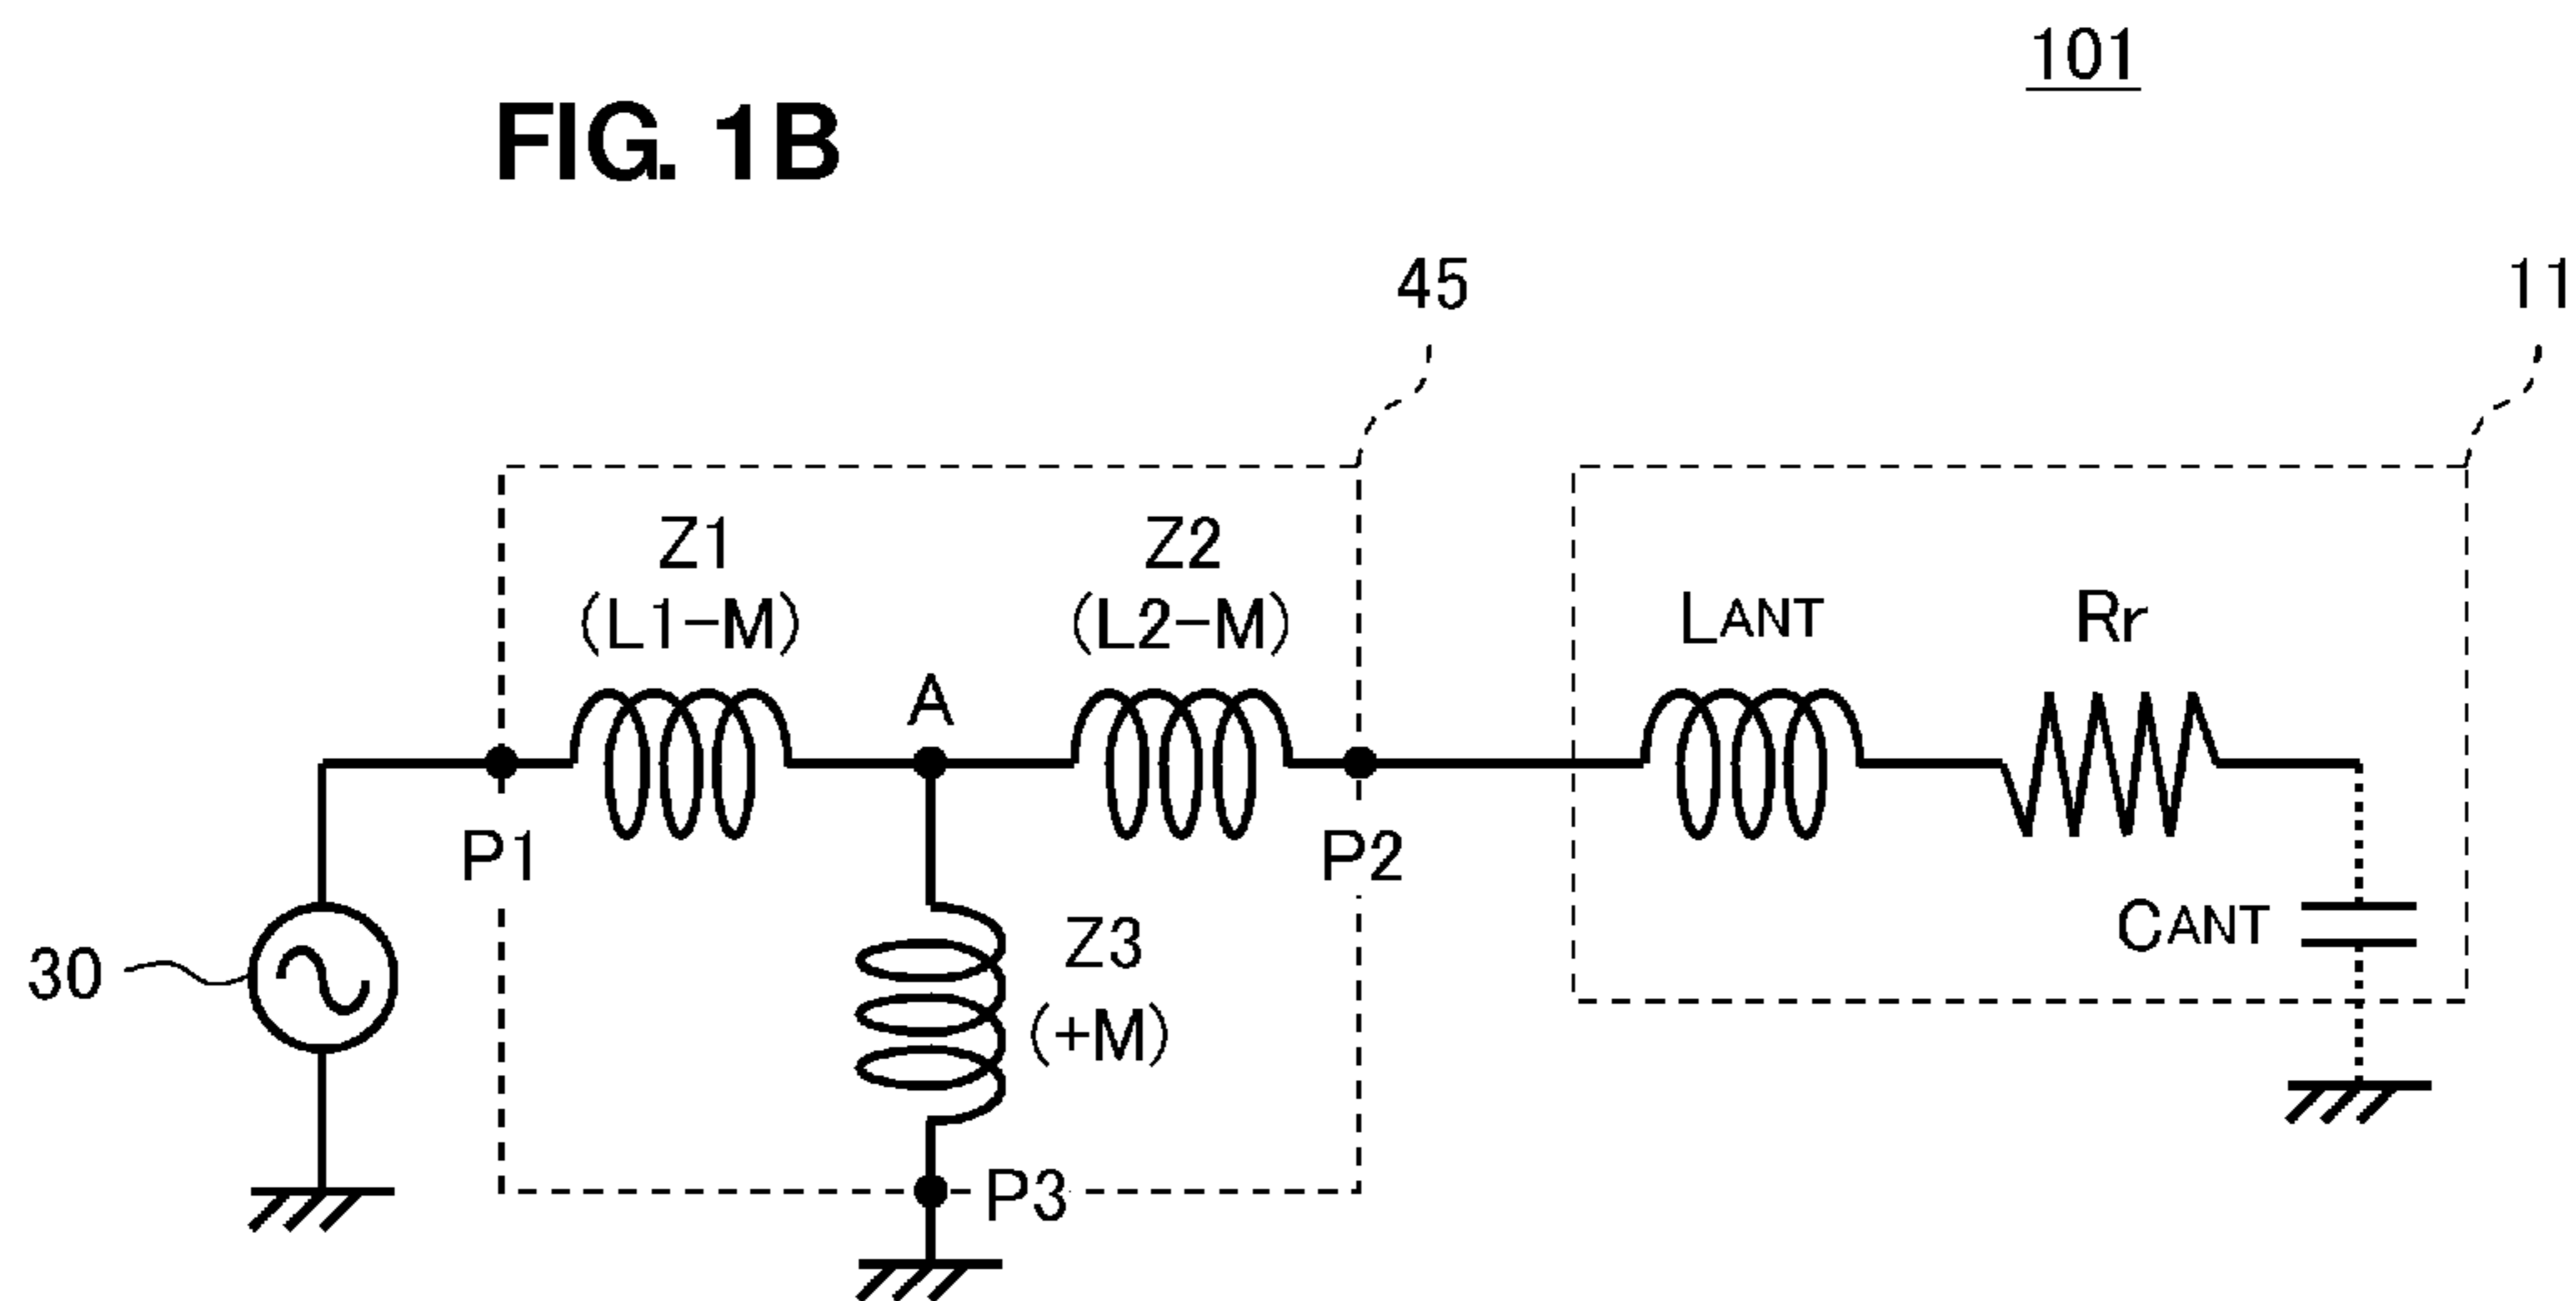 101
FIG. 1B
45
11
Z1
(L1-M)
Z2
(L2-M)
LANT
Rr
A
P1
P2
Z3
(+M)
CANT
30
P3